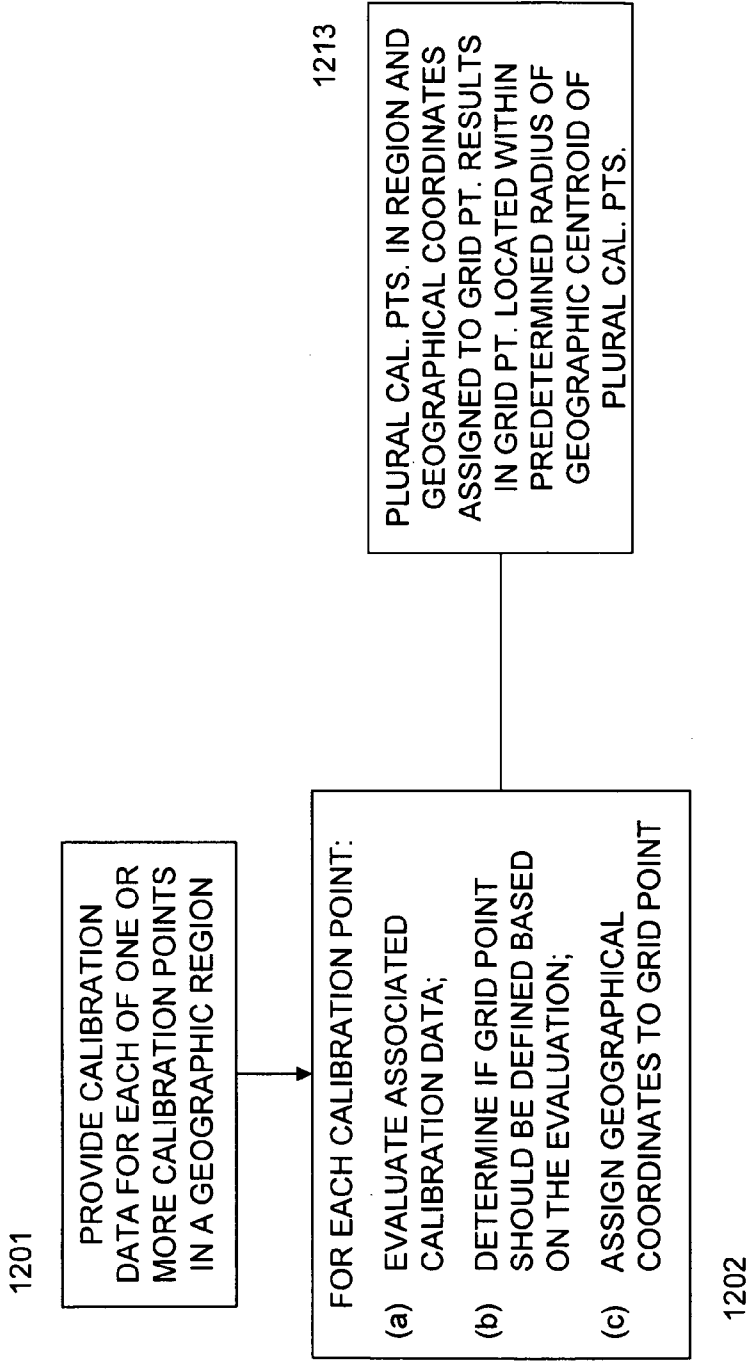 1201
PROVIDE CALIBRATION
DATA FOR EACH OF ONE OR
MORE CALIBRATION POINTS
IN A GEOGRAPHIC REGION
FOR EACH CALIBRATION POINT:
(a) EVALUATE ASSOCIATED
CALIBRATION DATA;
(b) DETERMINE IF GRID POINT
SHOULD BE DEFINED BASED
ON THE EVALUATION;
(c) ASSIGN GEOGRAPHICAL
COORDINATES TO GRID POINT
1202
1213
PLURAL CAL. PTS. IN REGION AND
GEOGRAPHICAL COORDINATES
ASSIGNED TO GRID PT. RESULTS
IN GRID PT. LOCATED WITHIN
PREDETERMINED RADIUS OF
GEOGRAPHIC CENTROID OF
PLURAL CAL. PTS.